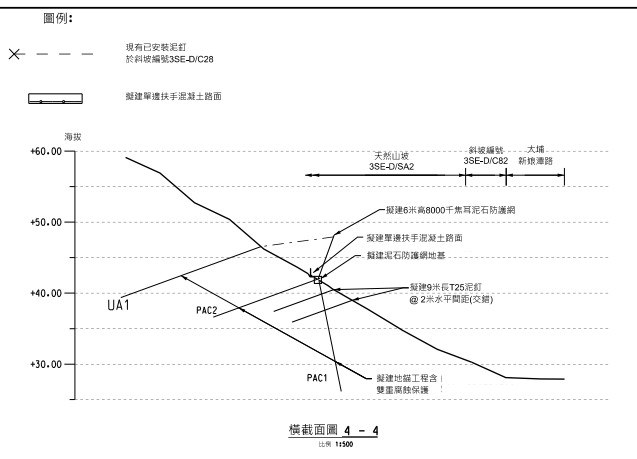 圖例:
現有已安裝泥釘
於斜坡編號3SE-D/C28
擬建單邊扶手混凝土路面
海拔
+60.00
天然山坡
3SE-D/SA2
斜坡編號
3SE-D/C82
大埔
新娘潭路
+50.00
擬建6米高8000千焦耳泥石防護網
擬建單邊扶手混凝土路面
擬建泥石防護網地基
+40.00
擬建9米長T25泥釘
@ 2米水平間距(交錯)
UA1
PAC2
+30.00
PAC1
擬建地錨工程含
雙重腐蝕保護
橫截面圖 4 - 4
比例 1:500